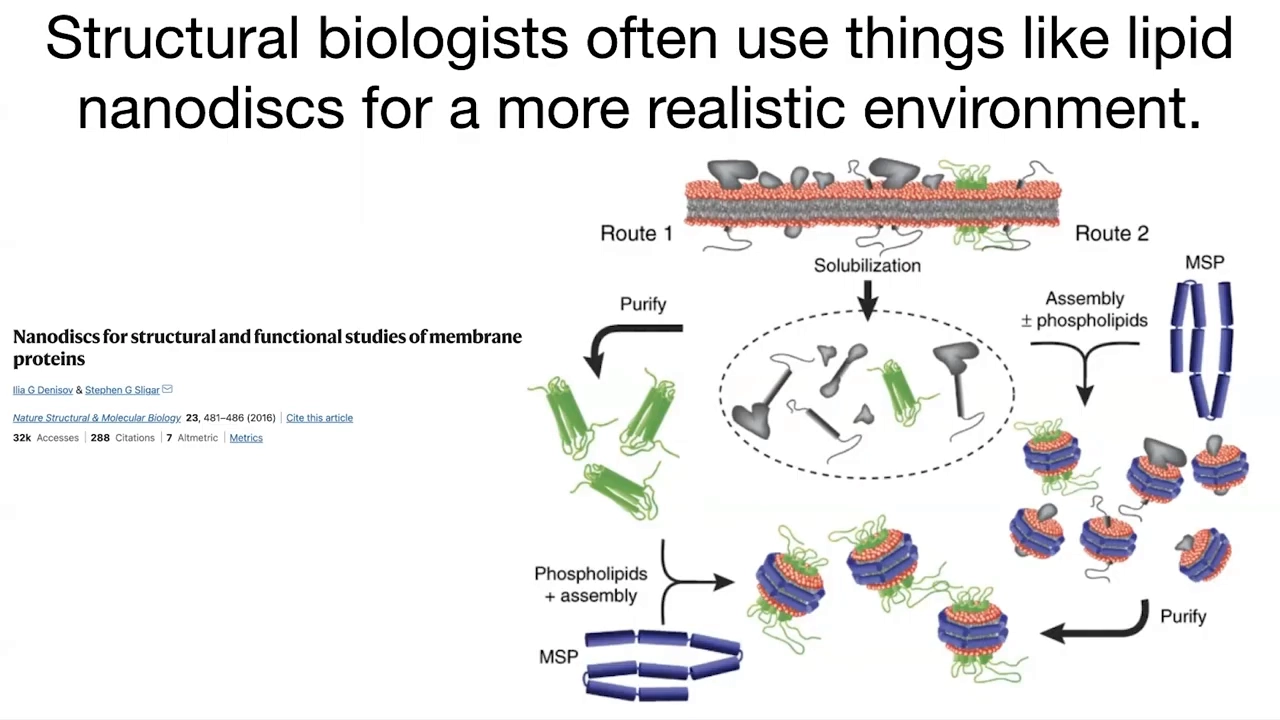 Structural biologists often use things like lipid
nanodiscs for a more realistic environment.
Nanodiscs for structural and functional studies of membrane
proteins
Ilia G Denisov & Stephen G Sligar
Nature Structural & Molecular Biology 23, 481–486 (2016) | Cite this article
32k Accesses | 288 Citations | 7 Altmetric | Metrics
Route 1
Route 2
Solubilization
MSP
Purify
Assembly
± phospholipids
Phospholipids
+ assembly
Purify
MSP